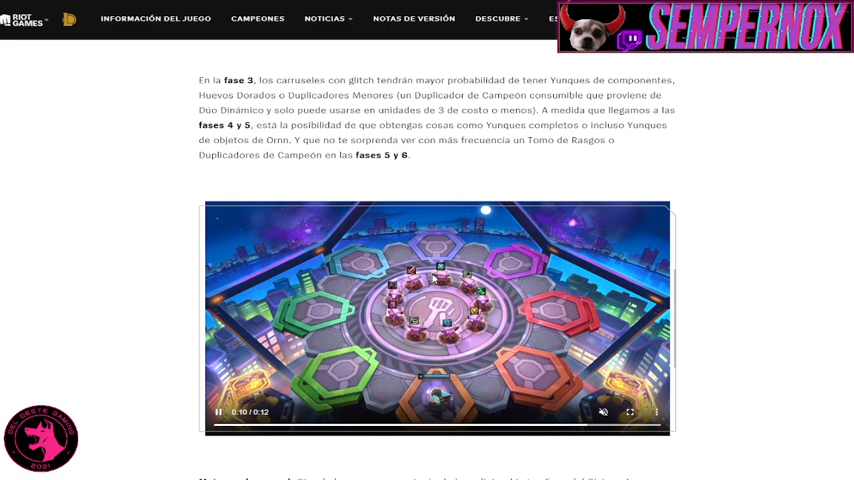 RIOT GAMES INFORMACIÓN DEL JUEGO CAMPEONES NOTICIAS NOTAS DE VERSIÓN DESCUBRE ES
SEMPERNOX
En la fase 3, los carruseles con glitch tendrán mayor probabilidad de tener Yunques de componentes,
Huevos Dorados o Duplicadores Menores (un Duplicador de Campeón consumible que proviene de
Dúo Dinámico y solo puede usarse en unidades de 3 de costo o menos). A medida que llegamos a las
fases 4 y 5, está la posibilidad de que obtengas cosas como Yunques completos o incluso Yunques
de objetos de Ornn. Y que no te sorprenda ver con más frecuencia un Tomo de Rasgos o
Duplicadores de Campeón en las fases 5 y 6.
0:10 / 0:12
DEL OESTE GAMING
2021